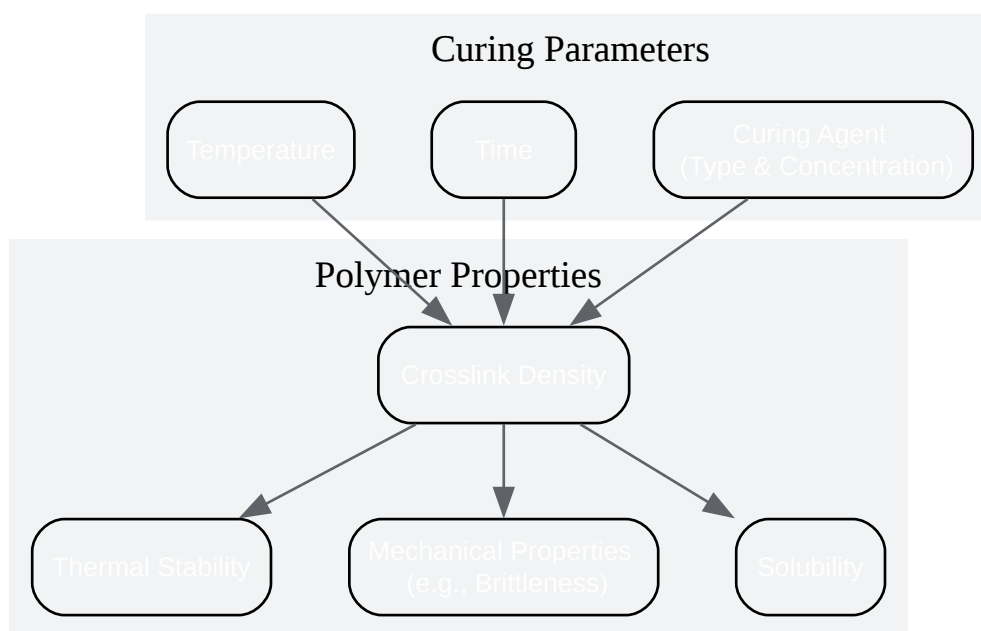 Curing Parameters
Temperature
Time
Curing Agent
(Type & Concentration)
Polymer Properties
Crosslink Density
Thermal Stability
Mechanical Properties
(e.g., Brittleness)
Solubility